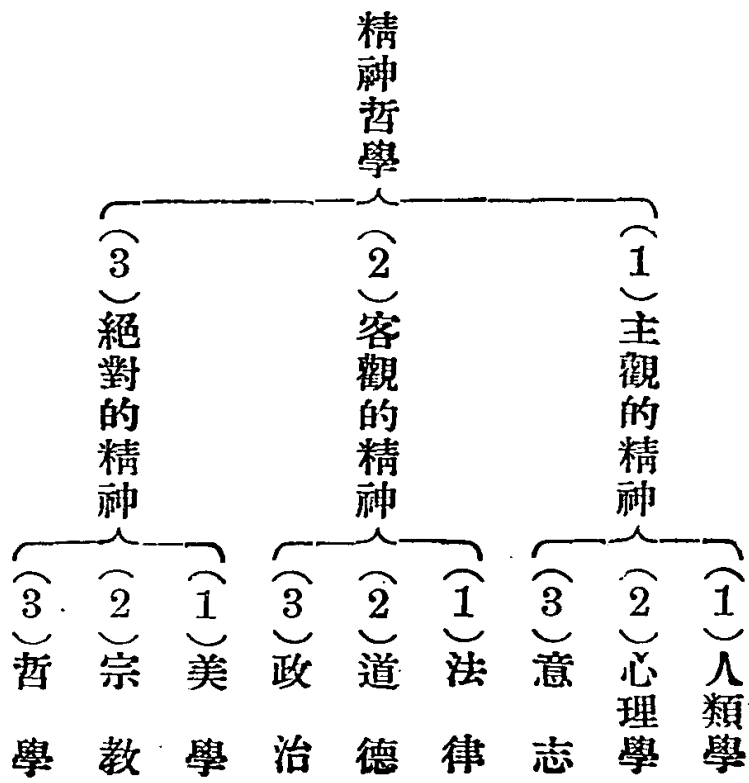 精神哲學
（1）主觀的精神
（1）人類學
（2）心理學
（3）意志
（2）客觀的精神
（1）法律
（2）道德
（3）政治
（3）絕對的精神
（1）美學
（2）宗教
（3）哲學